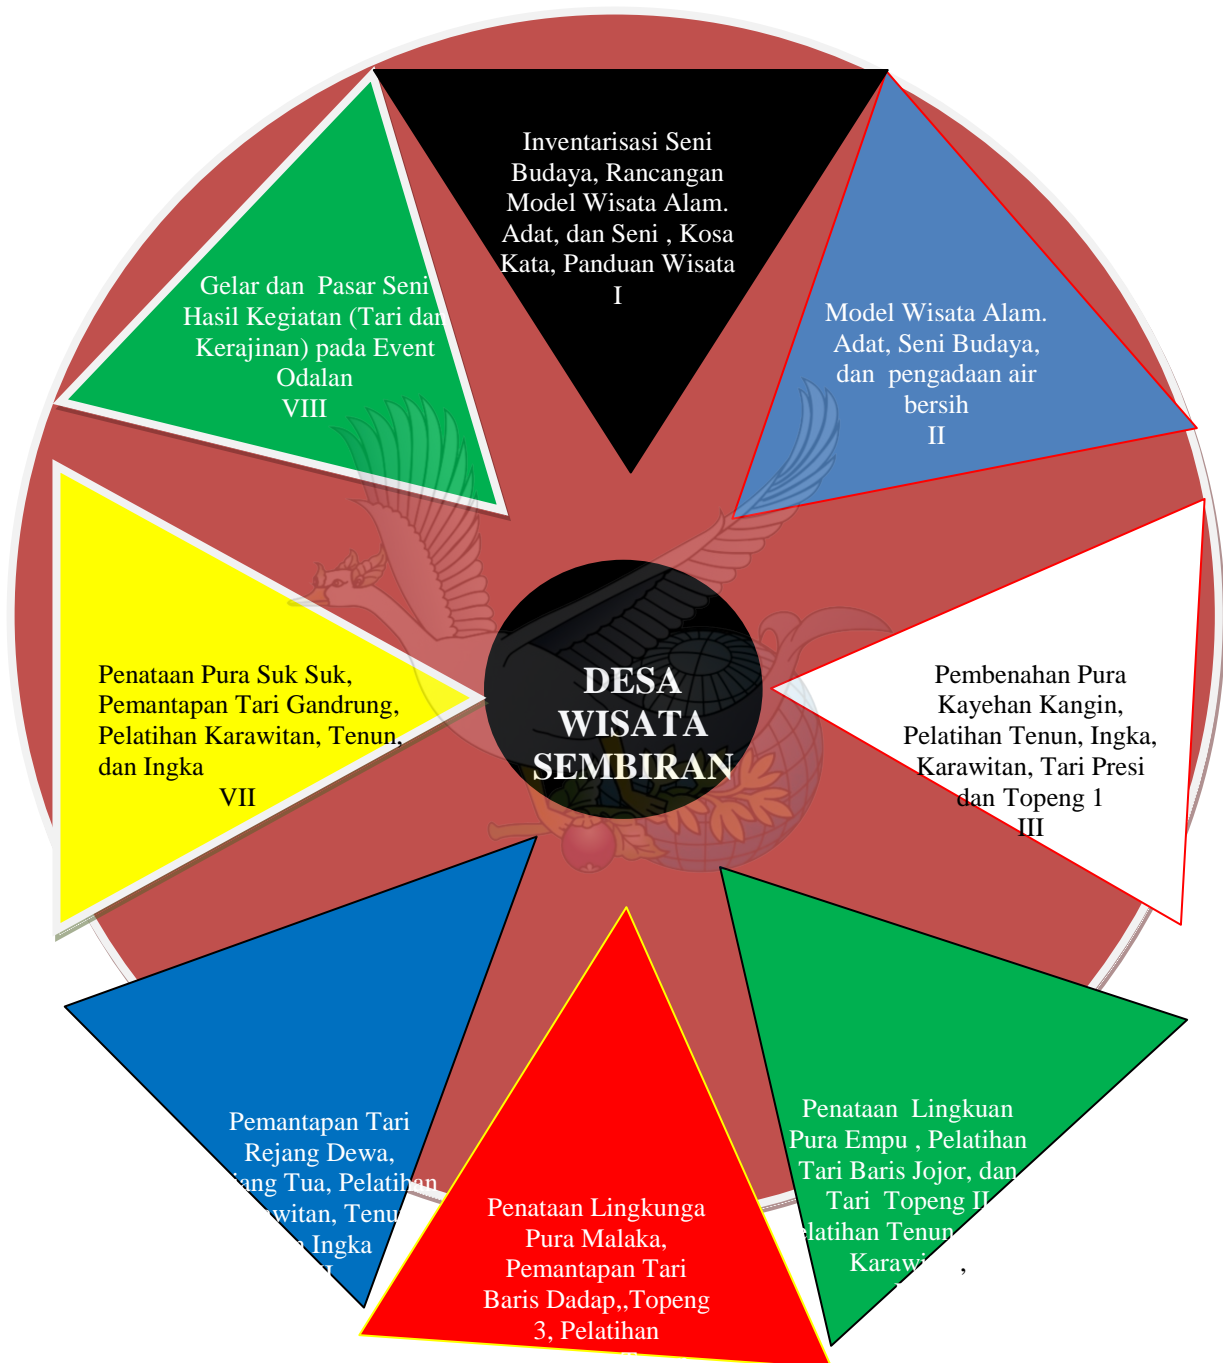 Inventarisasi Seni
Budaya, Rancangan
Model Wisata Alam.
Adat, dan Seni , Kosa
Kata, Panduan Wisata
I
Model Wisata Alam.
Adat, Seni Budaya,
dan pengadaan air
bersih
II
Pembenahan Pura
Kayehan Kangin,
Pelatihan Tenun, Ingka,
Karawitan, Tari Presi
dan Topeng 1
III
Penataan Lingkuan
Pura Empu , Pelatihan
Tari Baris Jojor, dan
Tari Topeng II
Tenun
,
Penataan Lingkunga
Pura Malaka,
Pemantapan Tari
Baris Dadap,,Topeng
3, Pelatihan
Pemantapan Tari
Rejang Dewa,
Tua, Pelatihan
Ingka
Penataan Pura Suk Suk,
Pemantapan Tari Gandrung,
Pelatihan Karawitan, Tenun,
dan Ingka
VII
Gelar dan Pasar Seni
Hasil Kegiatan (Tari dan
Kerajinan) pada Event
Odalan
VIII
DESA
WISATA
SEMBIRAN